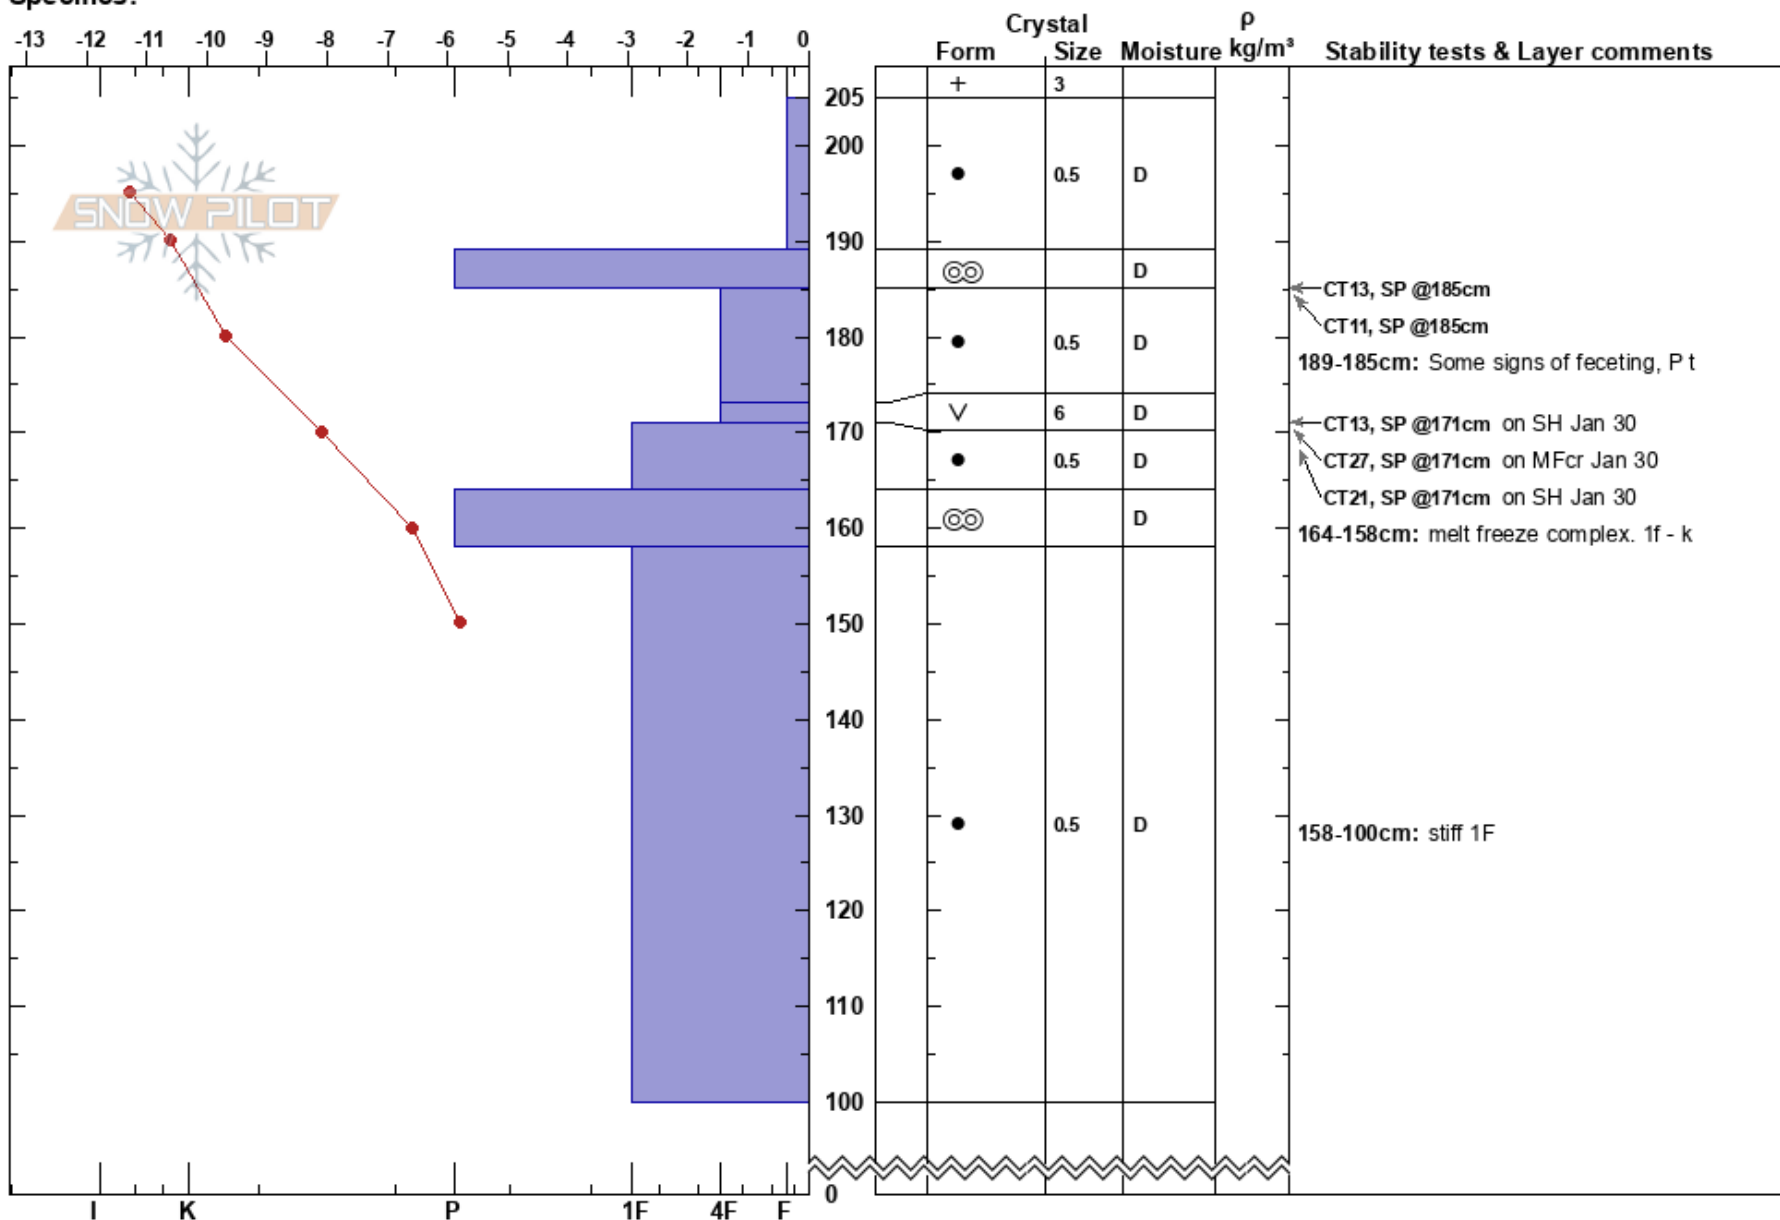 Specifics:
-13 -12 -11 -10 -9 -8 -7 -6 -5 -4 -3 -2 -1 0
Crystal
Form Size Moisture ρ kg/m³ Stability tests & Layer comments
+ 3
205
200
0.5 D
SNOW PILOT
190
D
CT13, SP @185cm
CT11, SP @185cm
180
0.5 D
189-185cm: Some signs of feceting, P t
V 6 D
CT13, SP @171cm on SH Jan 30
170
0.5 D
CT27, SP @171cm on MFcr Jan 30
CT21, SP @171cm on SH Jan 30
160
D
164-158cm: melt freeze complex. 1f - k
150
140
130
0.5 D
158-100cm: stiff 1F
120
110
100
0
I K P 1F 4F F